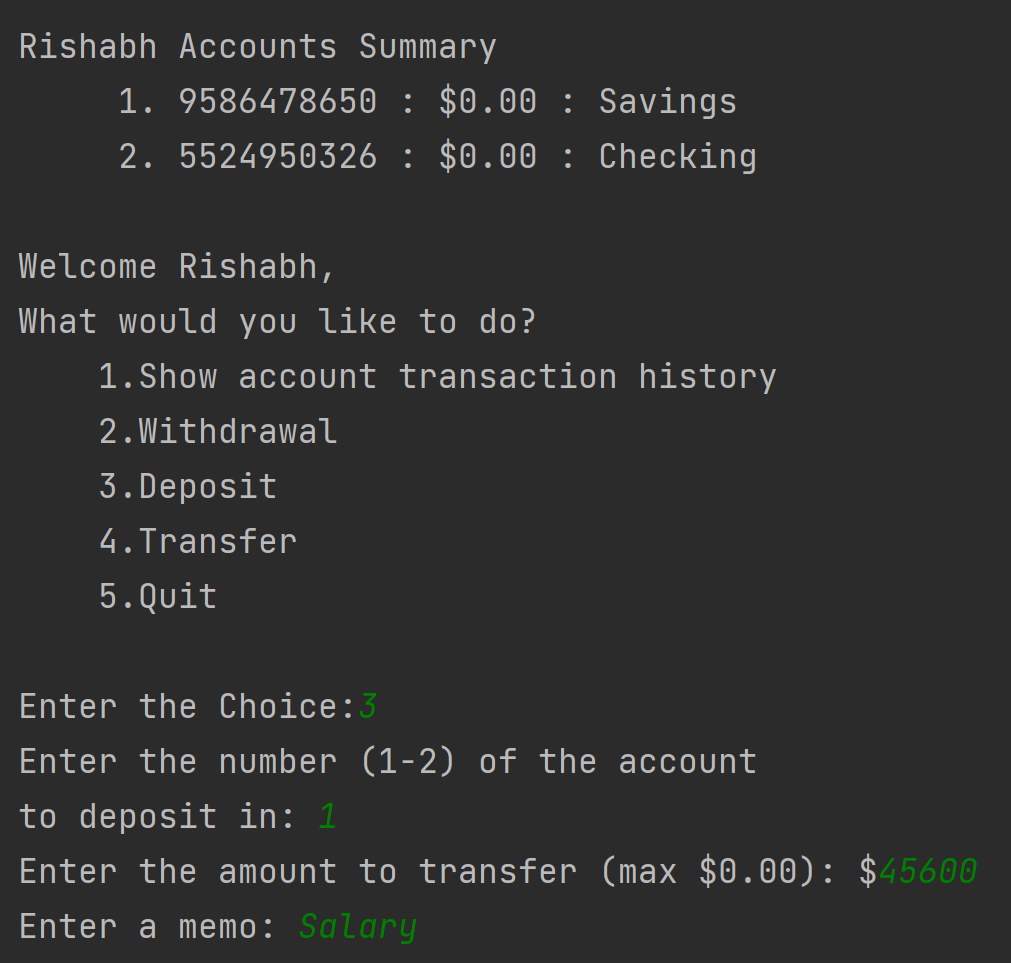 Rishabh Accounts Summary
1. 9586478650 : $0.00 : Savings
2. 5524950326 : $0.00 : Checking
Welcome Rishabh,
What would you like to do?
1.Show account transaction history
2.Withdrawal
3.Deposit
4.Transfer
5.Quit
Enter the Choice:3
Enter the number (1-2) of the account
to deposit in: 1
Enter the amount to transfer (max $0.00): $45600
Enter a memo: Salary